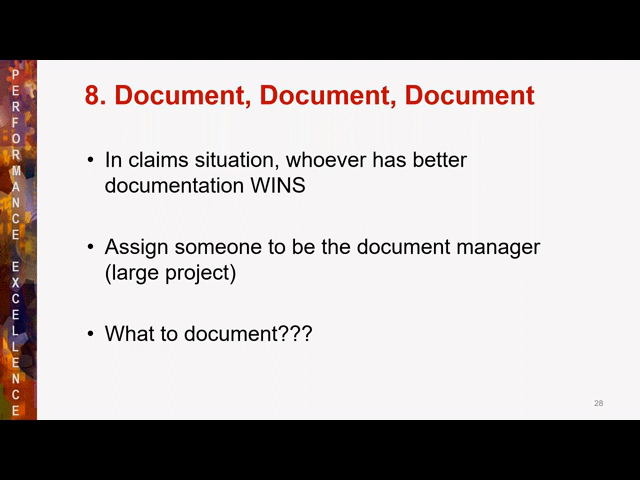 PERFORMANCE EXCELLENCE
8. Document, Document, Document
• In claims situation, whoever has better
documentation WINS
• Assign someone to be the document manager
(large project)
• What to document???
28